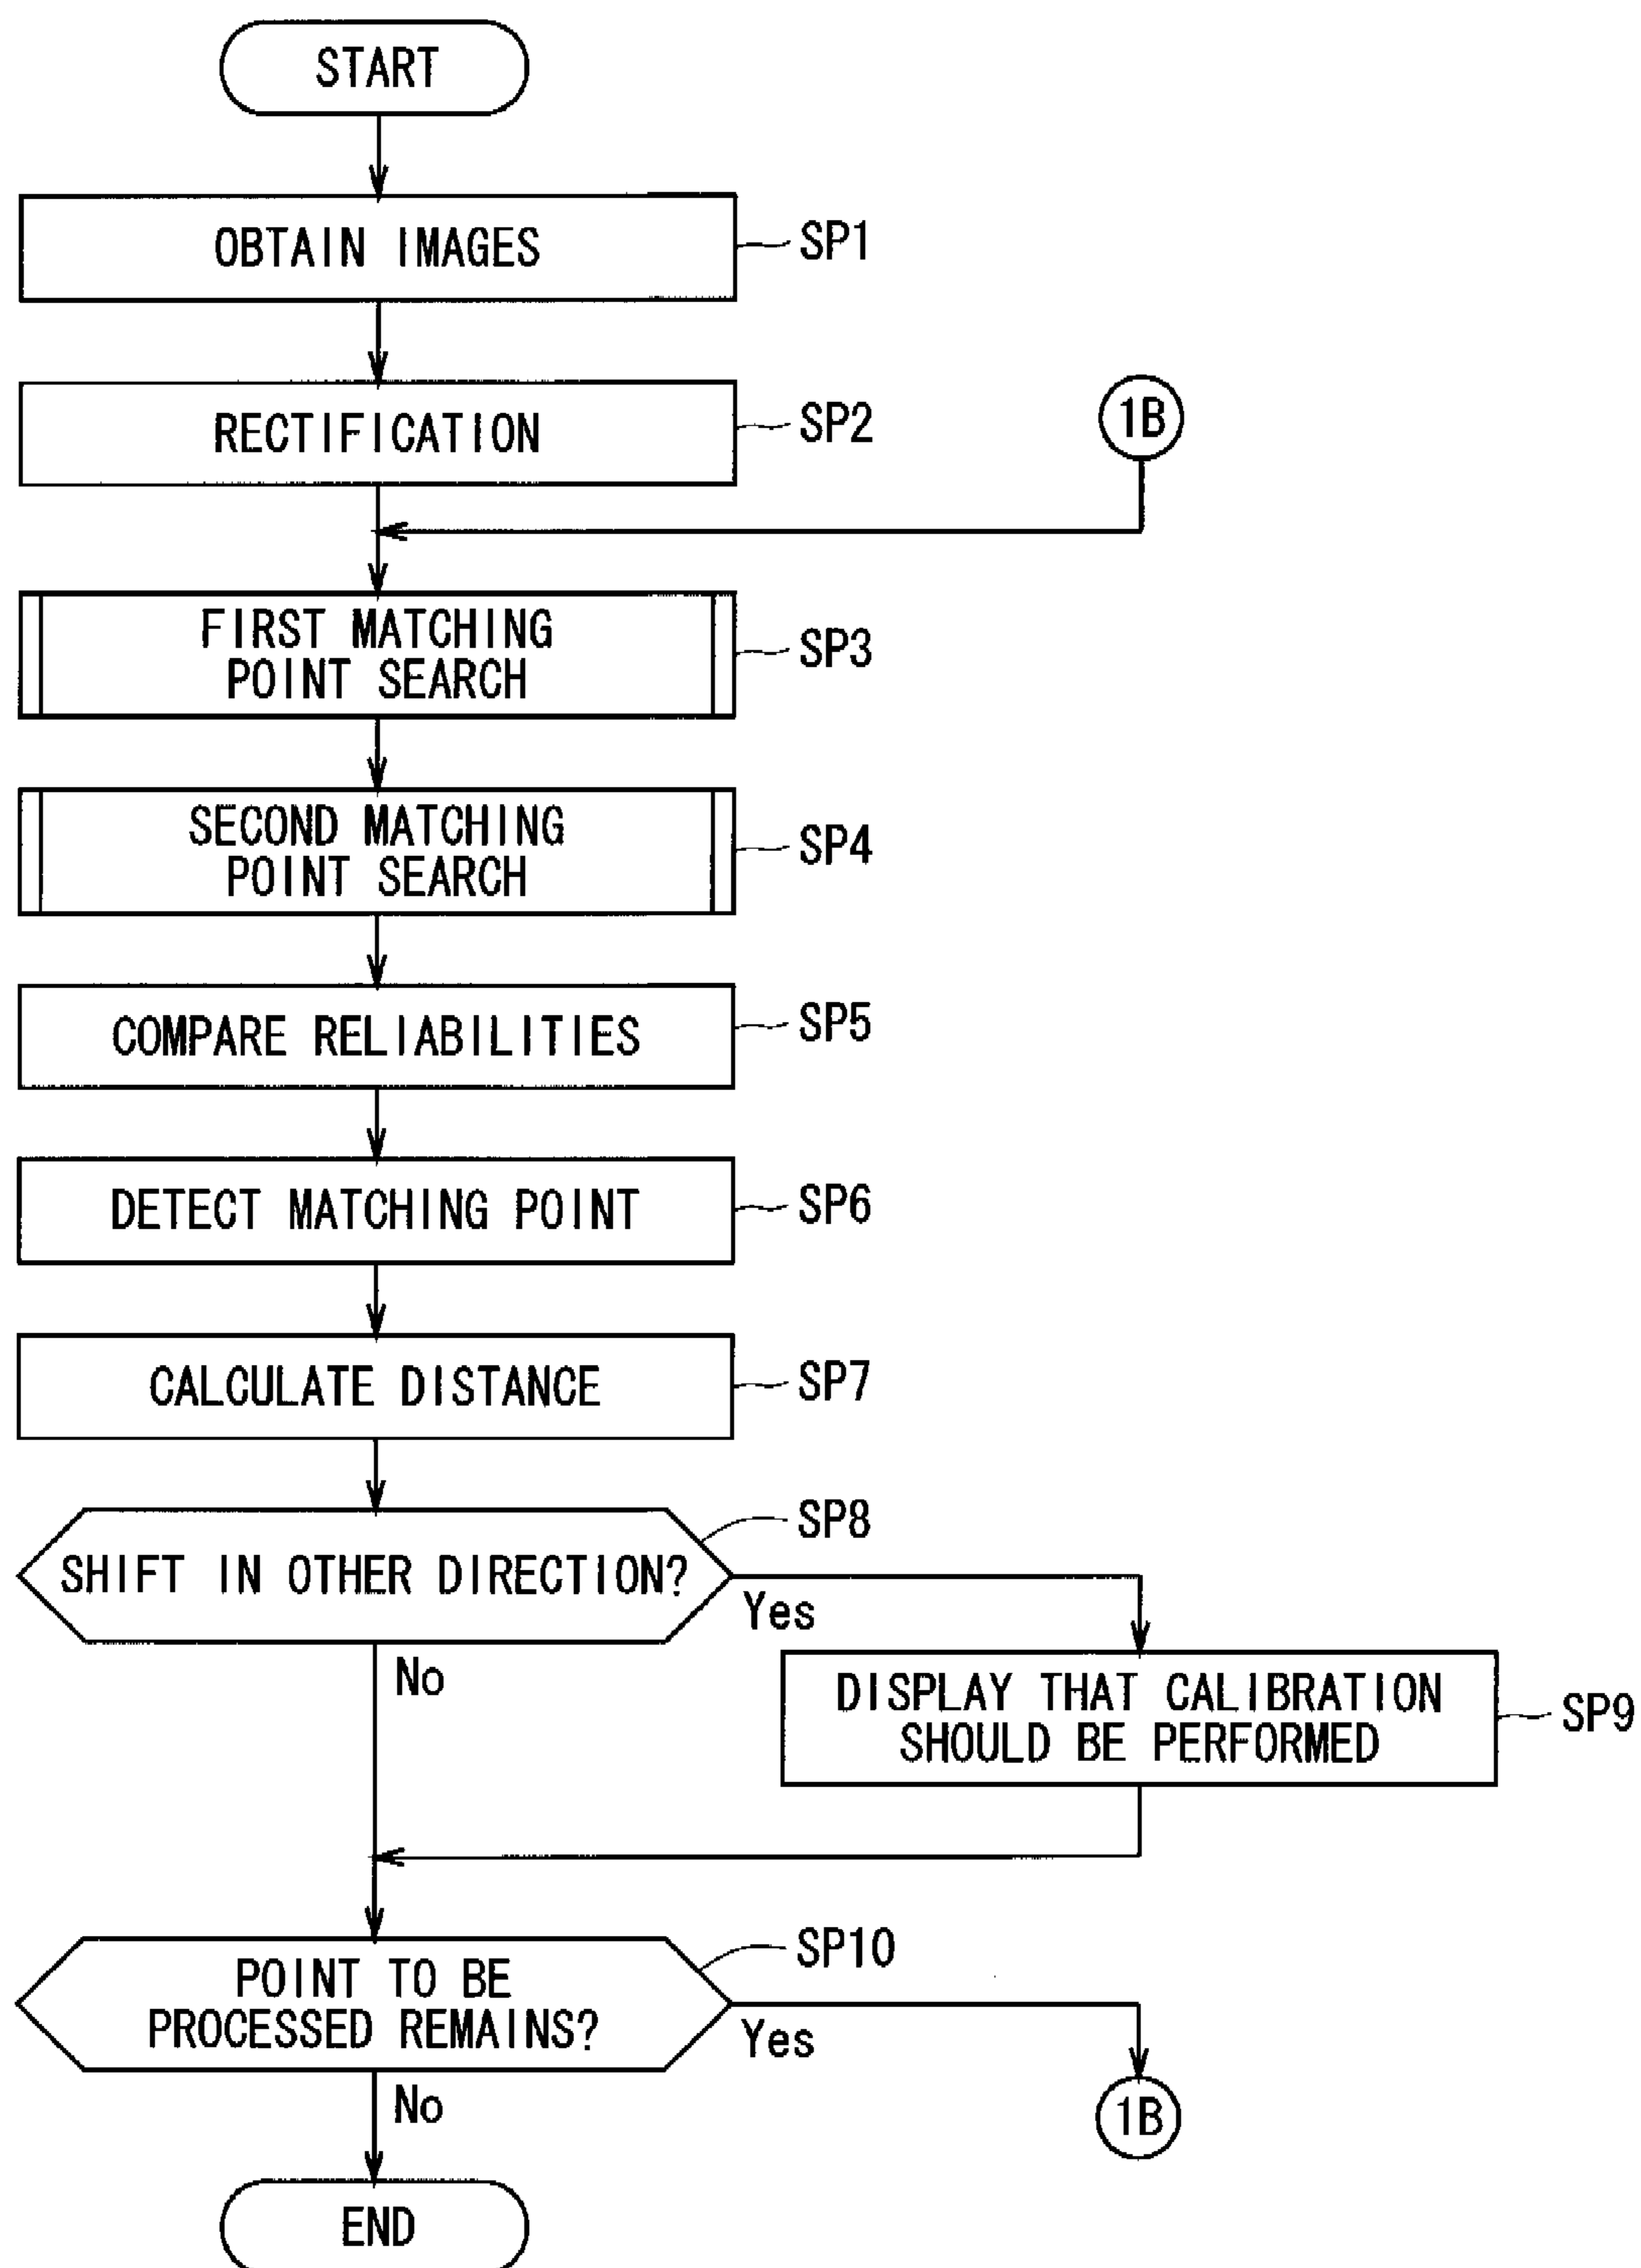 START
OBTAIN IMAGES
SP1
RECTIFICATION
SP2
1B
FIRST MATCHING
POINT SEARCH
SP3
SECOND MATCHING
POINT SEARCH
SP4
COMPARE RELIABILITIES
SP5
DETECT MATCHING POINT
SP6
CALCULATE DISTANCE
SP7
SHIFT IN OTHER DIRECTION?
SP8
Yes
No
DISPLAY THAT CALIBRATION
SHOULD BE PERFORMED
SP9
POINT TO BE
PROCESSED REMAINS?
SP10
Yes
No
1B
END